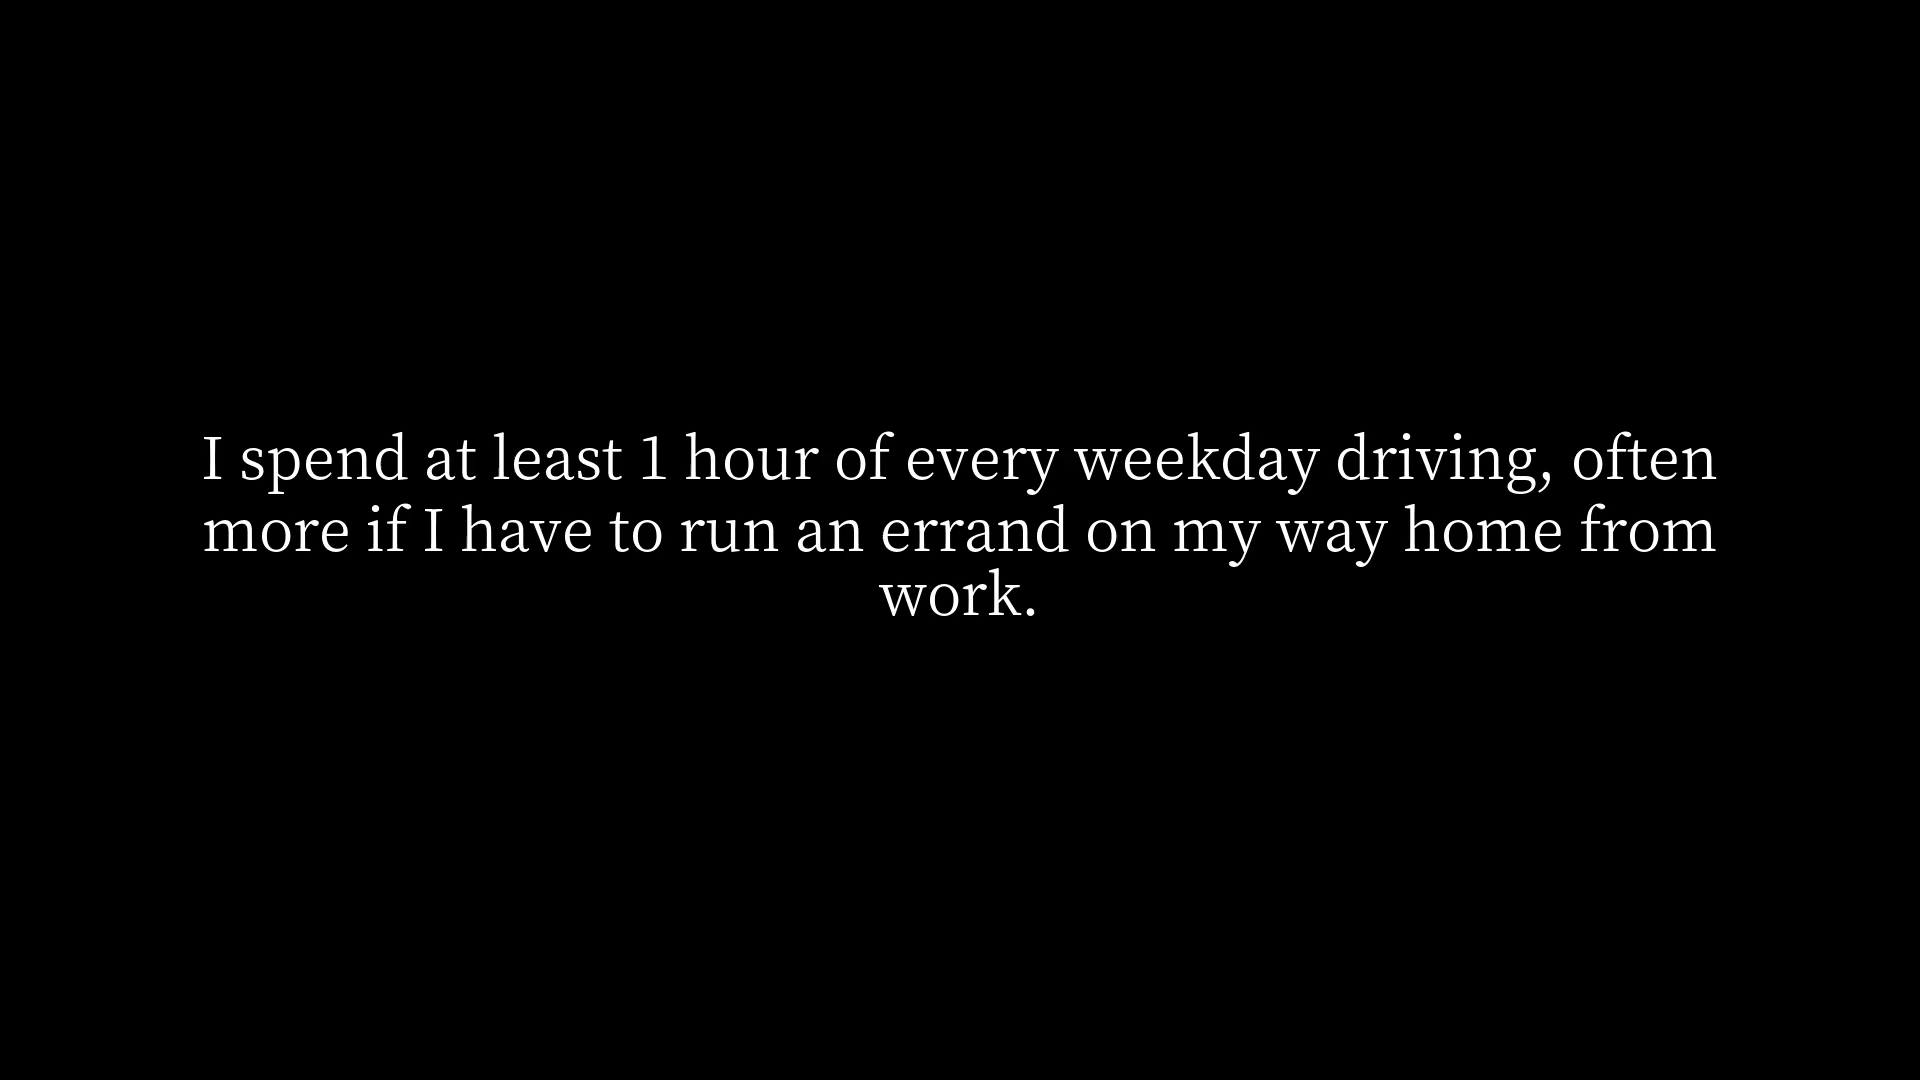 I spend at least 1 hour of every weekday driving, often
more if I have to run an errand on my way home from
work.